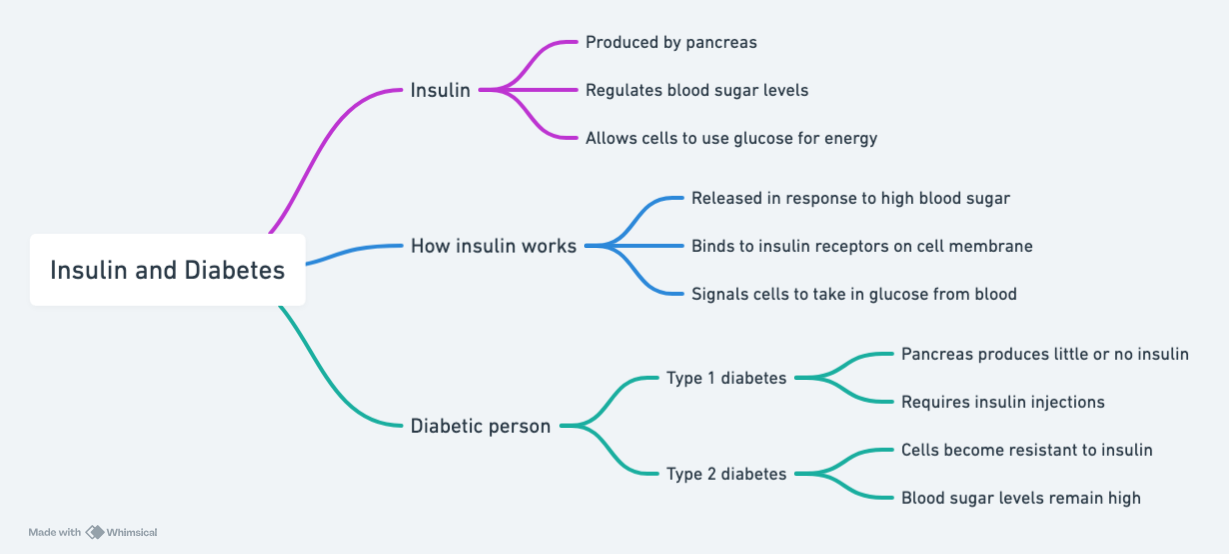 Insulin and Diabetes
Insulin
Produced by pancreas
Regulates blood sugar levels
Allows cells to use glucose for energy
How insulin works
Released in response to high blood sugar
Binds to insulin receptors on cell membrane
Signals cells to take in glucose from blood
Diabetic person
Type 1 diabetes
Pancreas produces little or no insulin
Requires insulin injections
Type 2 diabetes
Cells become resistant to insulin
Blood sugar levels remain high
Made with Whimsical